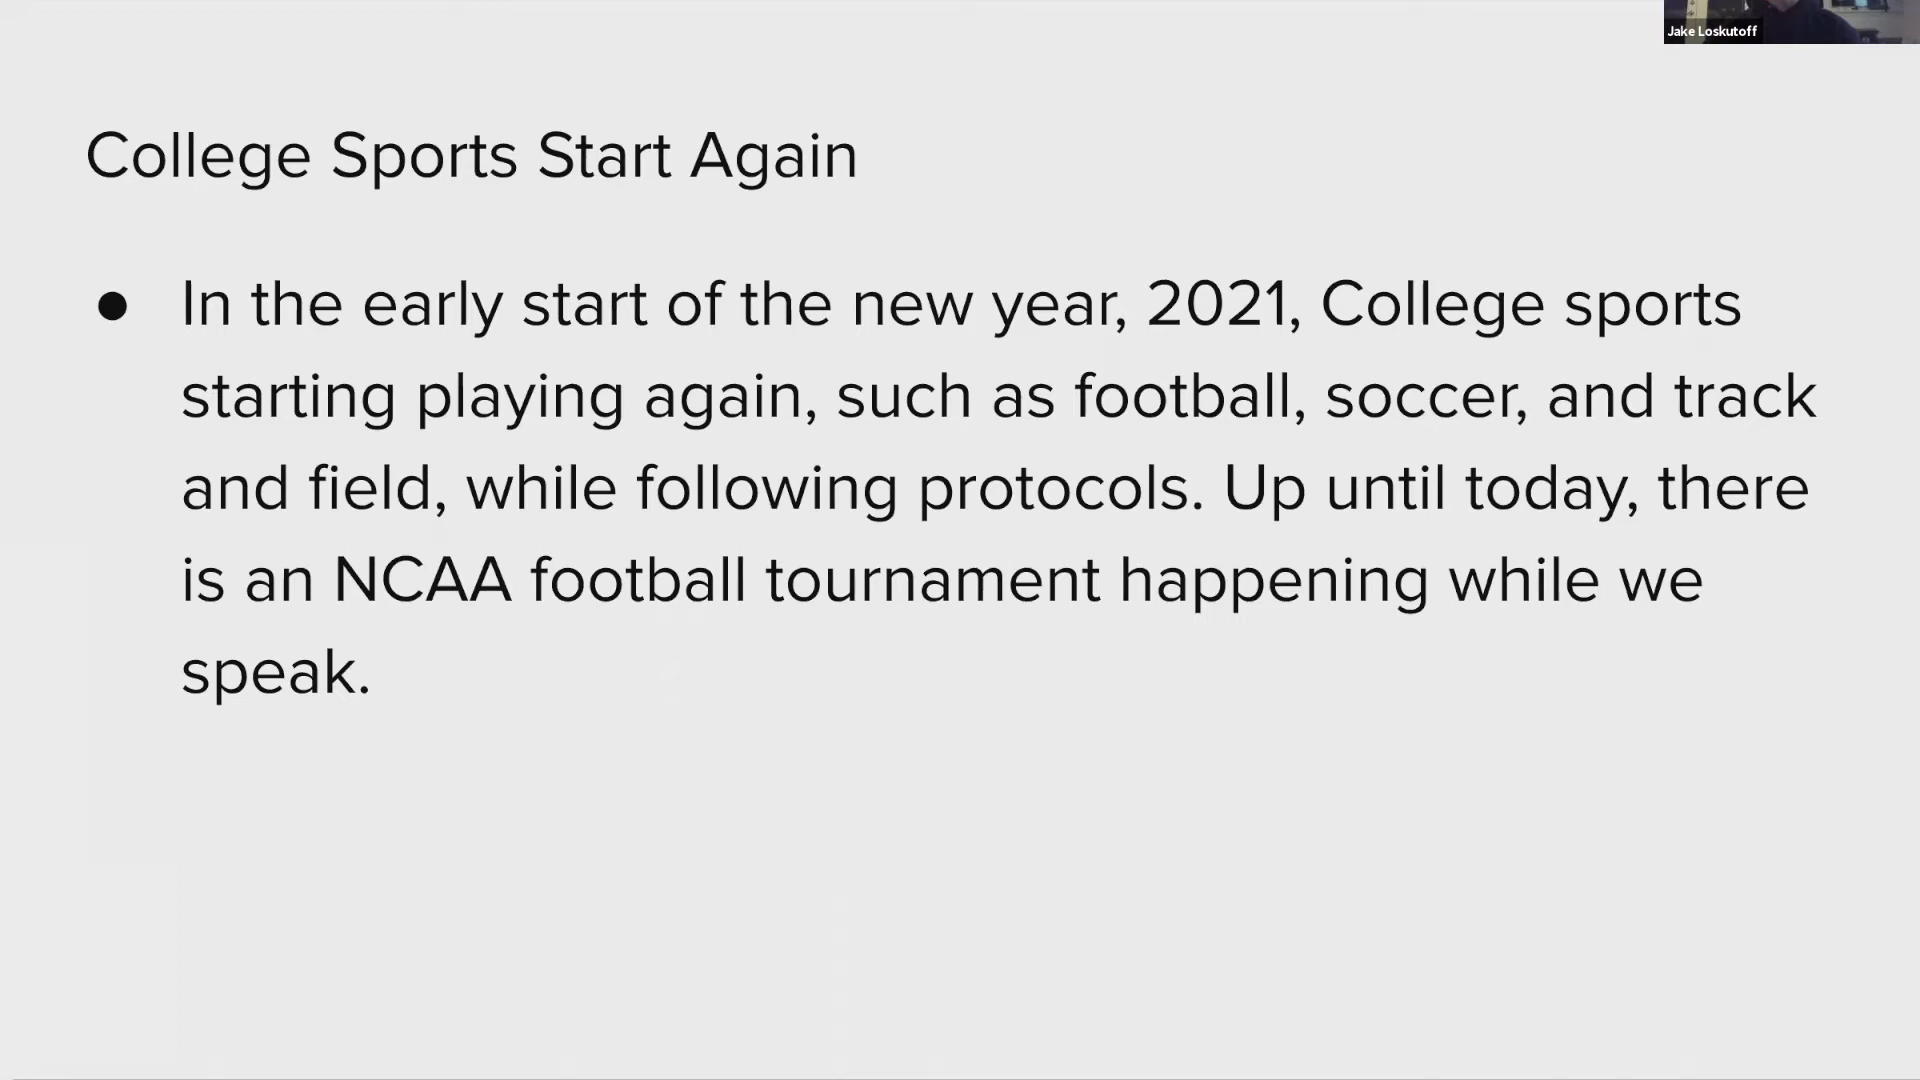 Jake Loskutoff
College Sports Start Again
● In the early start of the new year, 2021, College sports
starting playing again, such as football, soccer, and track
and field, while following protocols. Up until today, there
is an NCAA football tournament happening while we
speak.